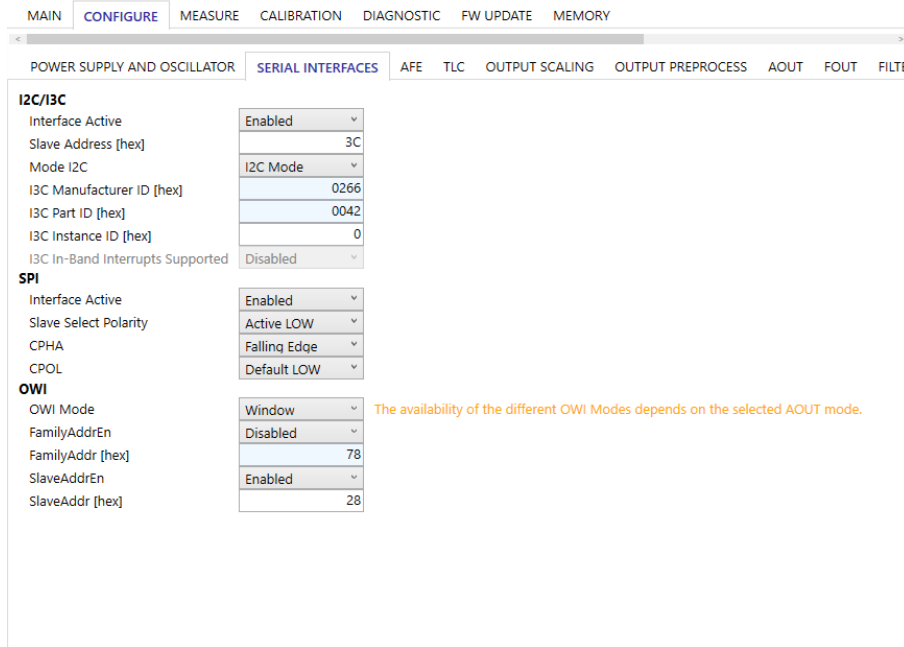 MAIN CONFIGURE MEASURE CALIBRATION DIAGNOSTIC FW UPDATE MEMORY
POWER SUPPLY AND OSCILLATOR SERIAL INTERFACES AFE TLC OUTPUT SCALING OUTPUT PREPROCESS AOUT FOUT FILTE
I2C/I3C
Interface Active Enabled
Slave Address [hex] 3C
Mode I2C I2C Mode
I3C Manufacturer ID [hex] 0266
I3C Part ID [hex] 0042
I3C Instance ID [hex] 0
I3C In-Band Interrupts Supported Disabled
SPI
Interface Active Enabled
Slave Select Polarity Active LOW
CPHA Falling Edge
CPOL Default LOW
OWI
OWI Mode Window The availability of the different OWI Modes depends on the selected AOUT mode.
FamilyAddrEn Disabled
FamilyAddr [hex] 78
SlaveAddrEn Enabled
SlaveAddr [hex] 28